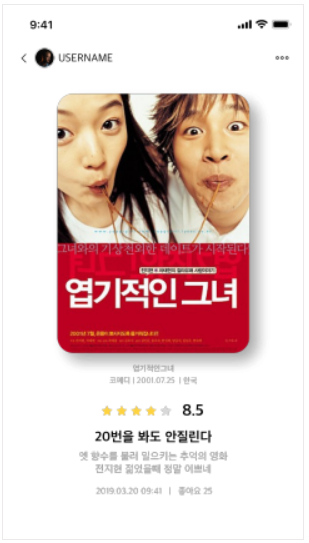 9:41
USERNAME
그녀와의 기상천외한 데이트가 시작된다
엽기적인 그녀
엽기적인그녀
코메디 | 2001.07.25 | 한국
8.5
20번을 봐도 안질린다
옛 향수를 불러 일으키는 추억의 영화
전지현 젊었을때 정말 이쁘네
2019.03.20 09:41 | 좋아요 25